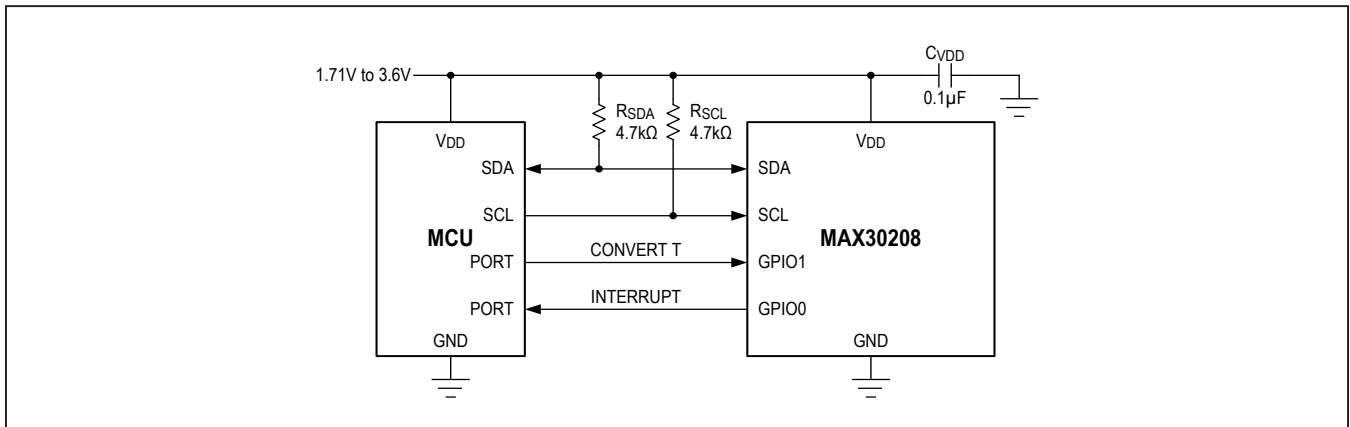 CVDD
1.71V to 3.6V
0.1µF
RSDA
4.7kΩ
RSCL
4.7kΩ
VDD
VDD
SDA
SDA
SCL
SCL
MCU
MAX30208
PORT
CONVERT T
GPIO1
PORT
INTERRUPT
GPIO0
GND
GND